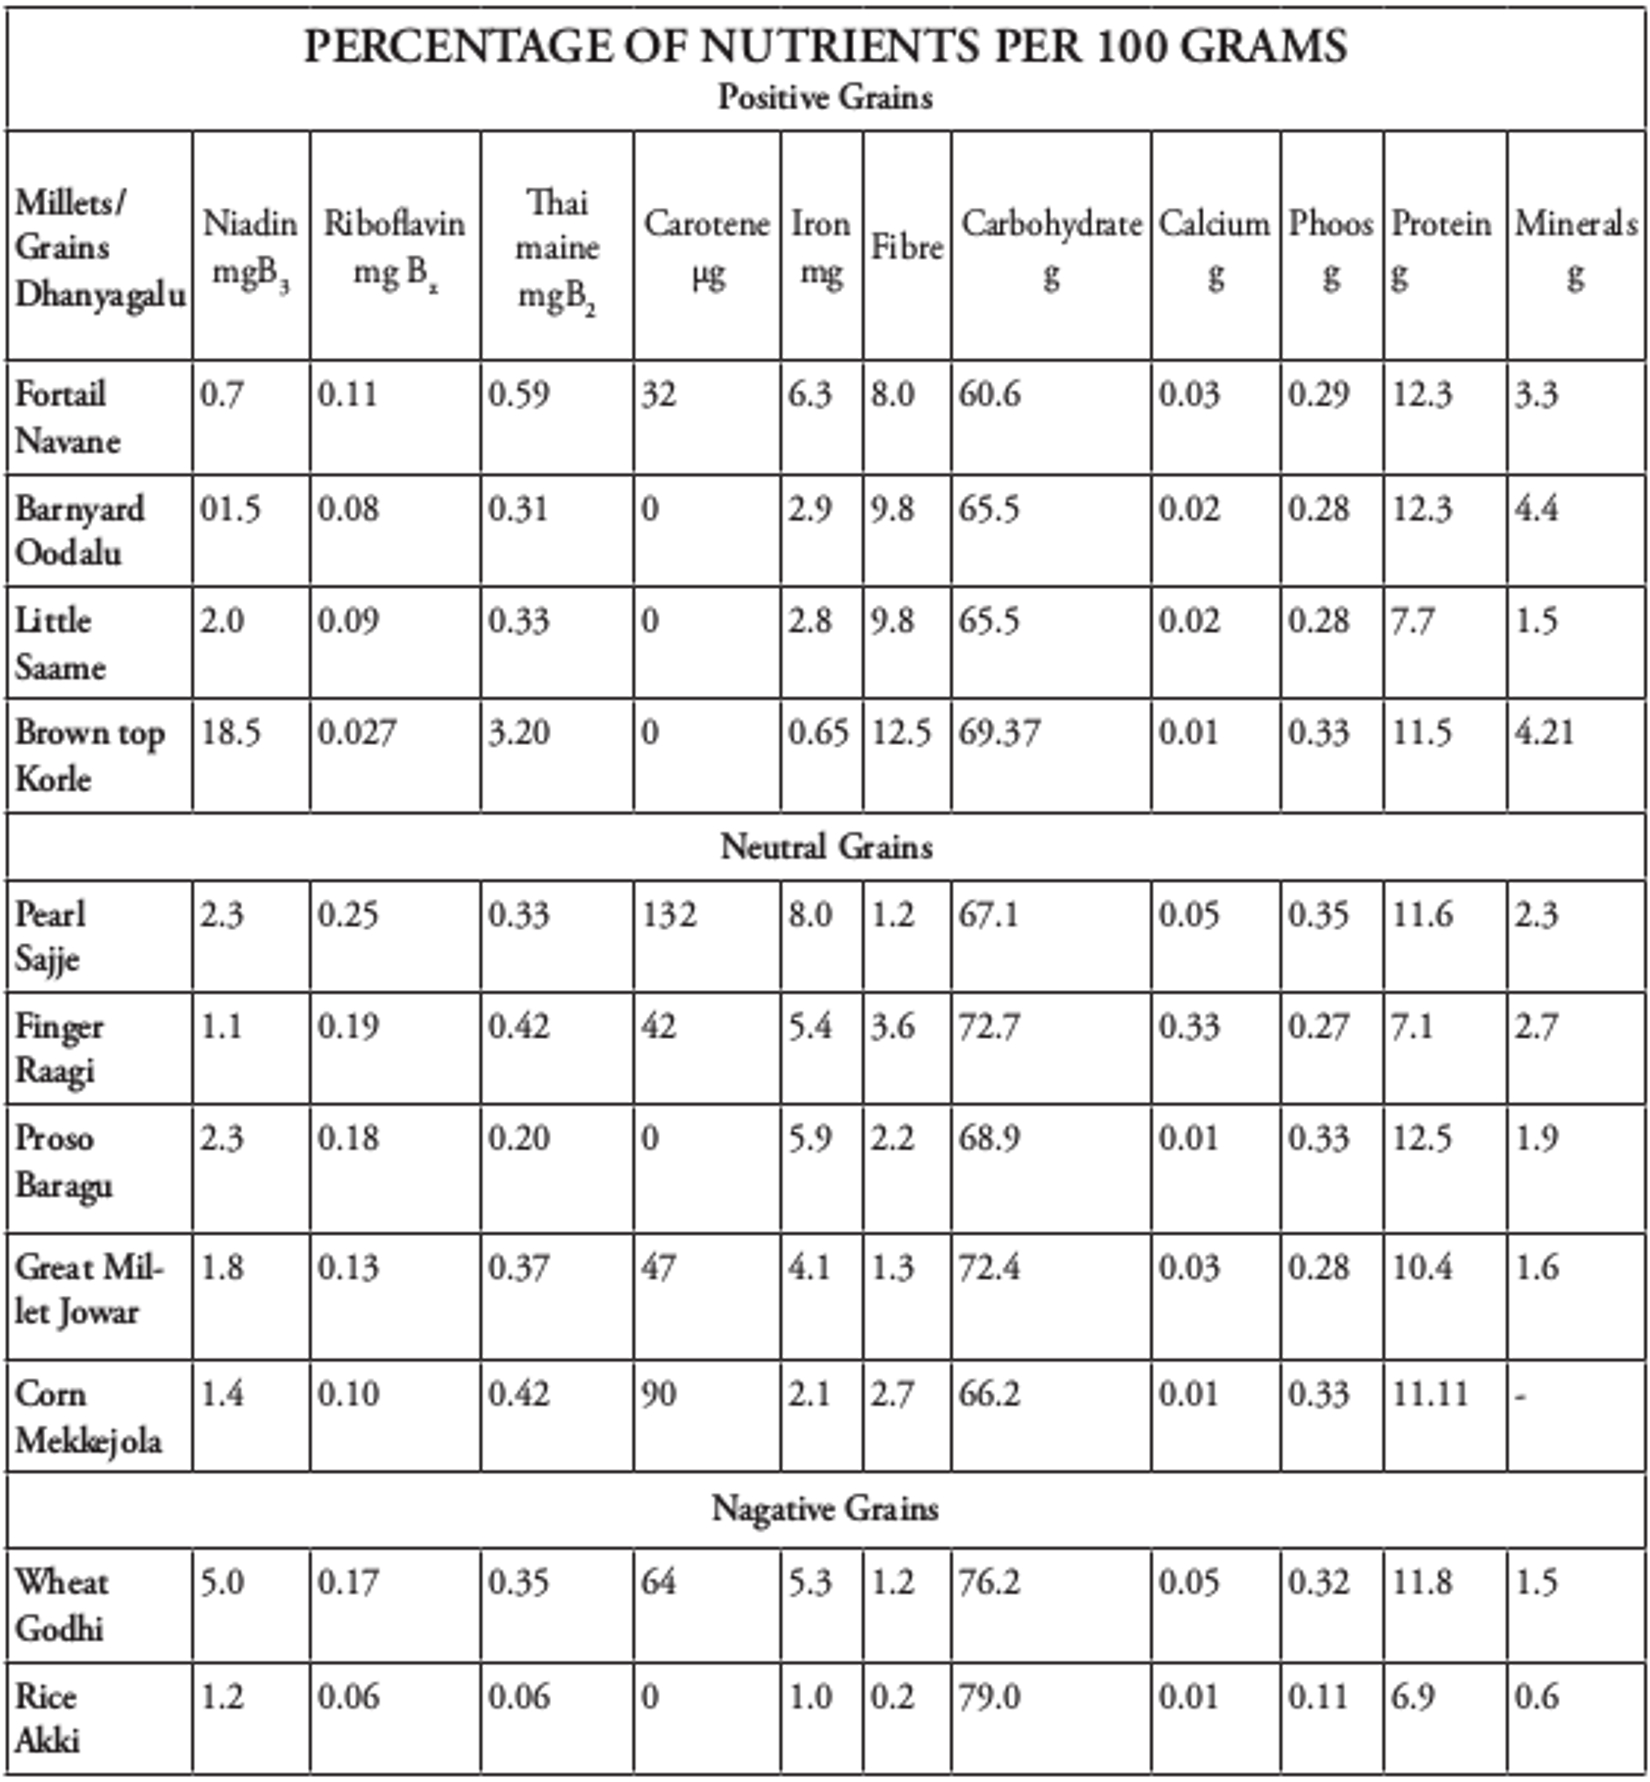 PERCENTAGE OF NUTRIENTS PER 100 GRAMS
Positive Grains
Millets/ Grains Dhanyagalu | Niadin mgB₃ | Riboflavin mg B₂ | Thai maine mgB₂ | Carotene µg | Iron mg | Fibre | Carbohydrate g | Calcium g | Phoos g | Protein g | Minerals g
Fortail Navane | 0.7 | 0.11 | 0.59 | 32 | 6.3 | 8.0 | 60.6 | 0.03 | 0.29 | 12.3 | 3.3
Barnyard Oodalu | 01.5 | 0.08 | 0.31 | 0 | 2.9 | 9.8 | 65.5 | 0.02 | 0.28 | 12.3 | 4.4
Little Saame | 2.0 | 0.09 | 0.33 | 0 | 2.8 | 9.8 | 65.5 | 0.02 | 0.28 | 7.7 | 1.5
Brown top Korle | 18.5 | 0.027 | 3.20 | 0 | 0.65 | 12.5 | 69.37 | 0.01 | 0.33 | 11.5 | 4.21
Neutral Grains
Pearl Sajje | 2.3 | 0.25 | 0.33 | 132 | 8.0 | 1.2 | 67.1 | 0.05 | 0.35 | 11.6 | 2.3
Finger Raagi | 1.1 | 0.19 | 0.42 | 42 | 5.4 | 3.6 | 72.7 | 0.33 | 0.27 | 7.1 | 2.7
Proso Baragu | 2.3 | 0.18 | 0.20 | 0 | 5.9 | 2.2 | 68.9 | 0.01 | 0.33 | 12.5 | 1.9
Great Mil- let Jowar | 1.8 | 0.13 | 0.37 | 47 | 4.1 | 1.3 | 72.4 | 0.03 | 0.28 | 10.4 | 1.6
Corn Mekkejola | 1.4 | 0.10 | 0.42 | 90 | 2.1 | 2.7 | 66.2 | 0.01 | 0.33 | 11.11 | -
Nagative Grains
Wheat Godhi | 5.0 | 0.17 | 0.35 | 64 | 5.3 | 1.2 | 76.2 | 0.05 | 0.32 | 11.8 | 1.5
Rice Akki | 1.2 | 0.06 | 0.06 | 0 | 1.0 | 0.2 | 79.0 | 0.01 | 0.11 | 6.9 | 0.6